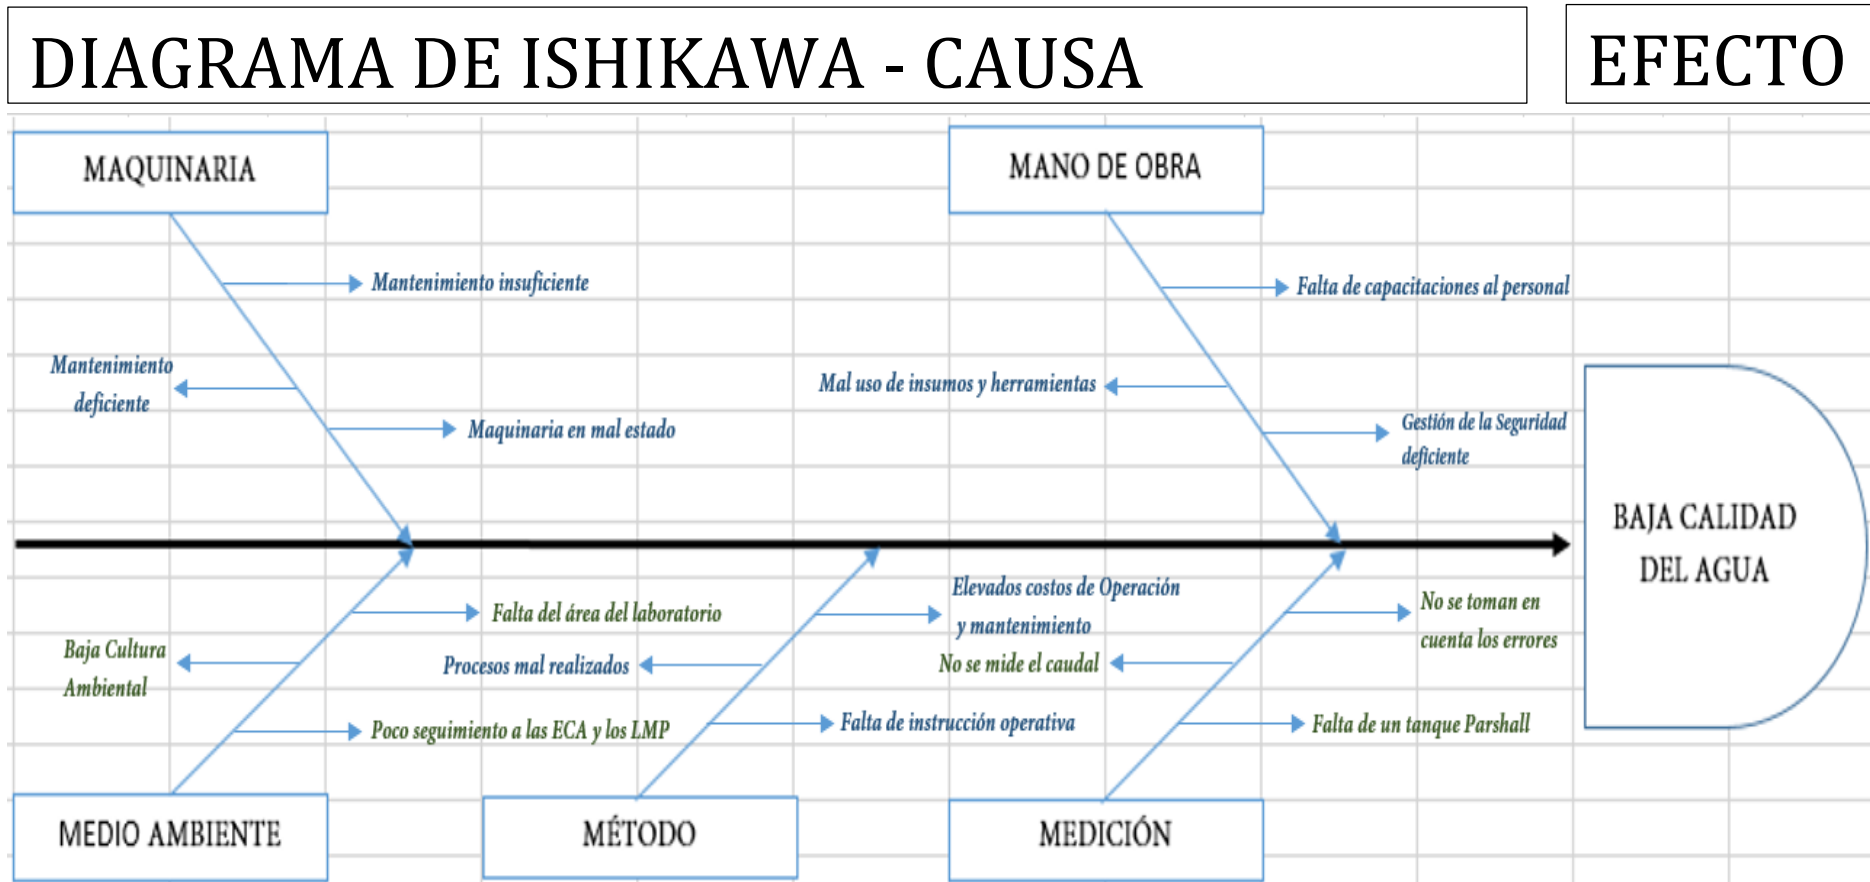 DIAGRAMA DE ISHIKAWA - CAUSA
EFECTO
MAQUINARIA
MANO DE OBRA
Mantenimiento insuficiente
Falta de capacitaciones al personal
Mantenimiento
deficiente
Mal uso de insumos y herramientas
Maquinaria en mal estado
Gestión de la Seguridad
deficiente
BAJA CALIDAD
DEL AGUA
Falta del área del laboratorio
Elevados costos de Operación
y mantenimiento
No se toman en
cuenta los errores
Baja Cultura
Ambiental
Procesos mal realizados
No se mide el caudal
Poco seguimiento a las ECA y los LMP
Falta de instrucción operativa
Falta de un tanque Parshall
MEDIO AMBIENTE
MÉTODO
MEDICIÓN